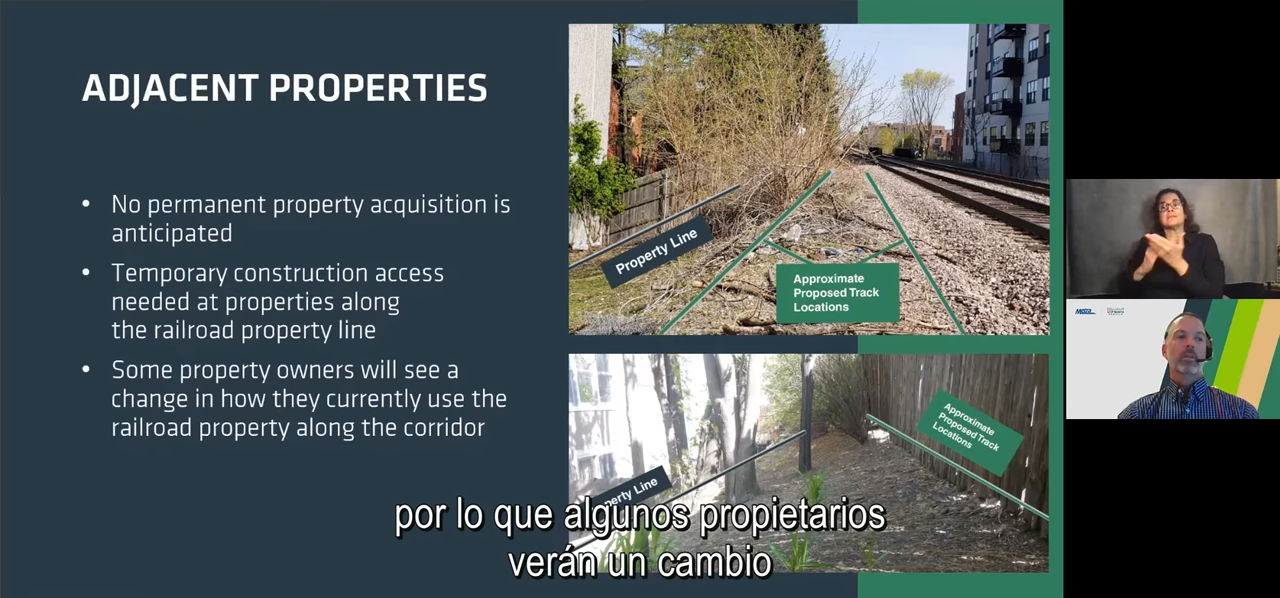 ADJACENT PROPERTIES
• No permanent property acquisition is
anticipated
• Temporary construction access
needed at properties along
the railroad property line
• Some property owners will see a
change in how they currently use the
railroad property along the corridor
Property Line
Approximate
Proposed Track
Locations
Approximate
Proposed Track
Locations
perty Line
por lo que algunos propietarios
verán un cambio
Metra